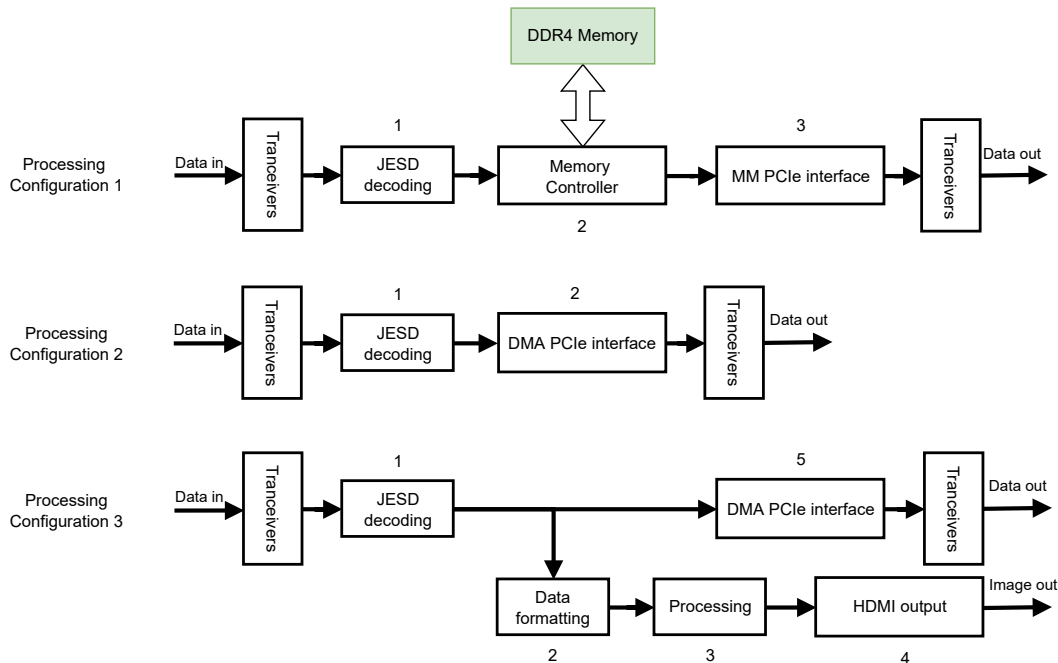 DDR4 Memory
1
3
Processing
Configuration 1
Data in
Tranceivers
JESD
decoding
Memory
Controller
MM PCIe interface
Tranceivers
Data out
2
1
2
Processing
Configuration 2
Data in
Tranceivers
JESD
decoding
DMA PCIe interface
Tranceivers
Data out
1
5
Processing
Configuration 3
Data in
Tranceivers
JESD
decoding
DMA PCIe interface
Tranceivers
Data out
Data
formatting
Processing
HDMI output
Image out
2
3
4